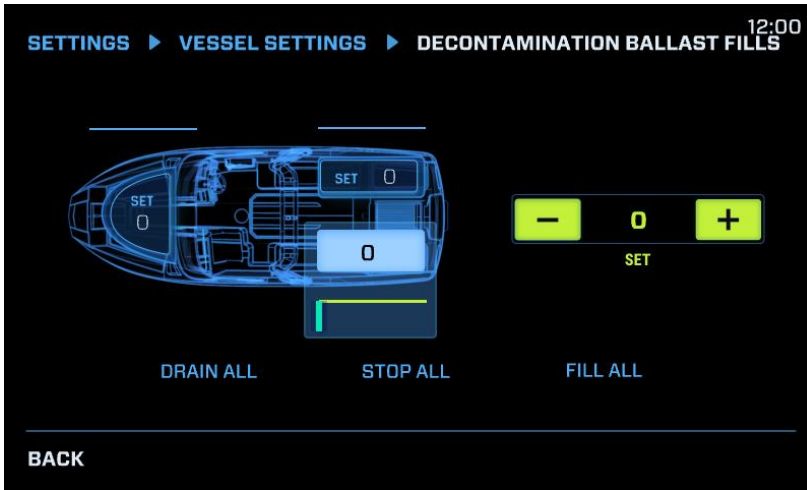 12:00
SETTINGS ▶ VESSEL SETTINGS ▶ DECONTAMINATION BALLAST FILLS
SET 0
SET
0
0
− 0 +
SET
DRAIN ALL STOP ALL FILL ALL
BACK